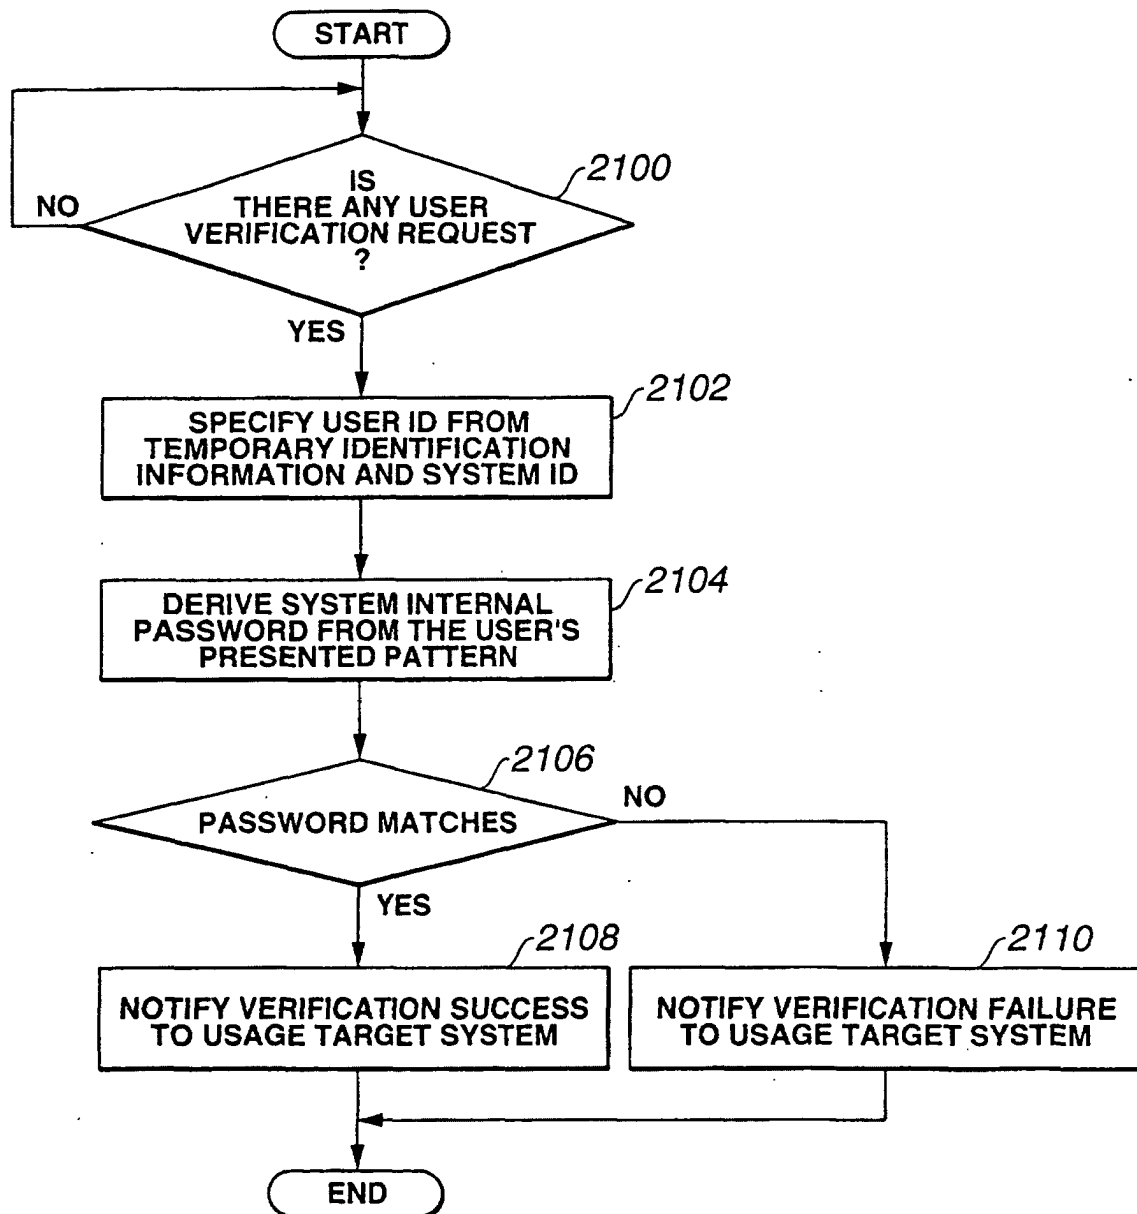 START
2100
IS
THERE ANY USER
VERIFICATION REQUEST
?
NO
YES
2102
SPECIFY USER ID FROM
TEMPORARY IDENTIFICATION
INFORMATION AND SYSTEM ID
2104
DERIVE SYSTEM INTERNAL
PASSWORD FROM THE USER'S
PRESENTED PATTERN
2106
PASSWORD MATCHES
NO
YES
2108
NOTIFY VERIFICATION SUCCESS
TO USAGE TARGET SYSTEM
2110
NOTIFY VERIFICATION FAILURE
TO USAGE TARGET SYSTEM
END